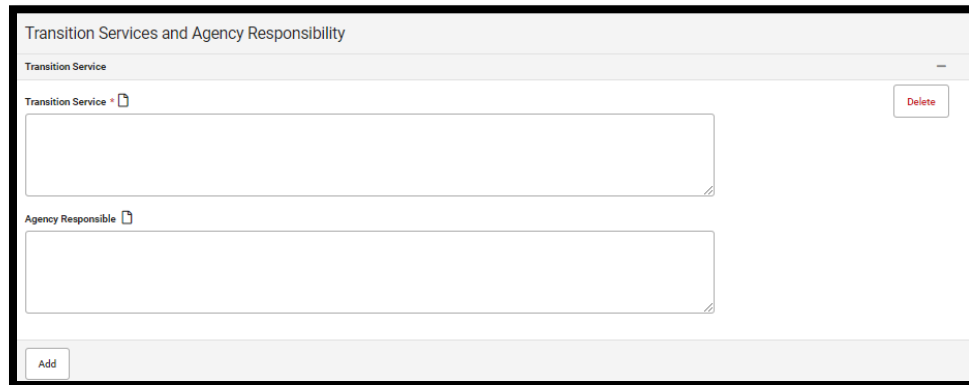 Transition Services and Agency Responsibility
Transition Service
Transition Service *
Delete
Agency Responsible
Add